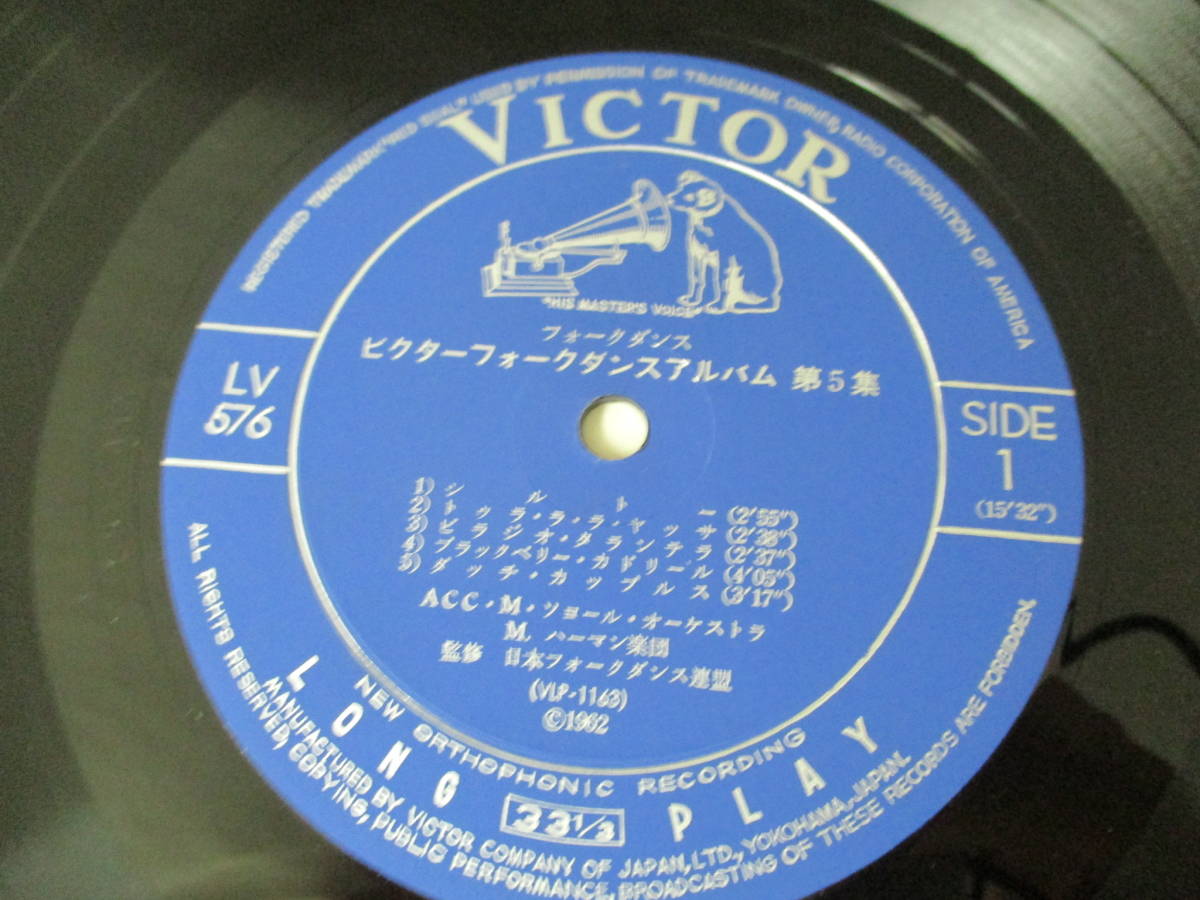 REGISTERED TRADEMARK "RED SEAL" USED BY PERMISSION OF TRADEMARK OWNER, RADIO CORPORATION OF AMERICA
VICTOR
"HIS MASTER'S VOICE"
フォークダンス
ビクターフォークダンスアルバム 第5集
LV
576
SIDE
1
(15'32")
1) シルトー (2'55")
2) トゥラ・ラ・ラ・ヤッサ (2'38")
3) ビラジオ・タランテラ (2'37")
4) ブラックベリー・カドリール (4'05")
5) ダッチ・カップルス (3'17")
ACC・M・ツョール・オーケストラ
M. ハーマン楽団
監修 日本フォークダンス連盟
(VLP-1163)
©1962
NEW ORTHOPHONIC RECORDING
LONG 33 1/3 PLAY
MANUFACTURED BY VICTOR COMPANY OF JAPAN, LTD., YOKOHAMA, JAPAN.
ALL RIGHTS RESERVED, COPYING, PUBLIC PERFORMANCE, BROADCASTING OF THESE RECORDS ARE FORBIDDEN.